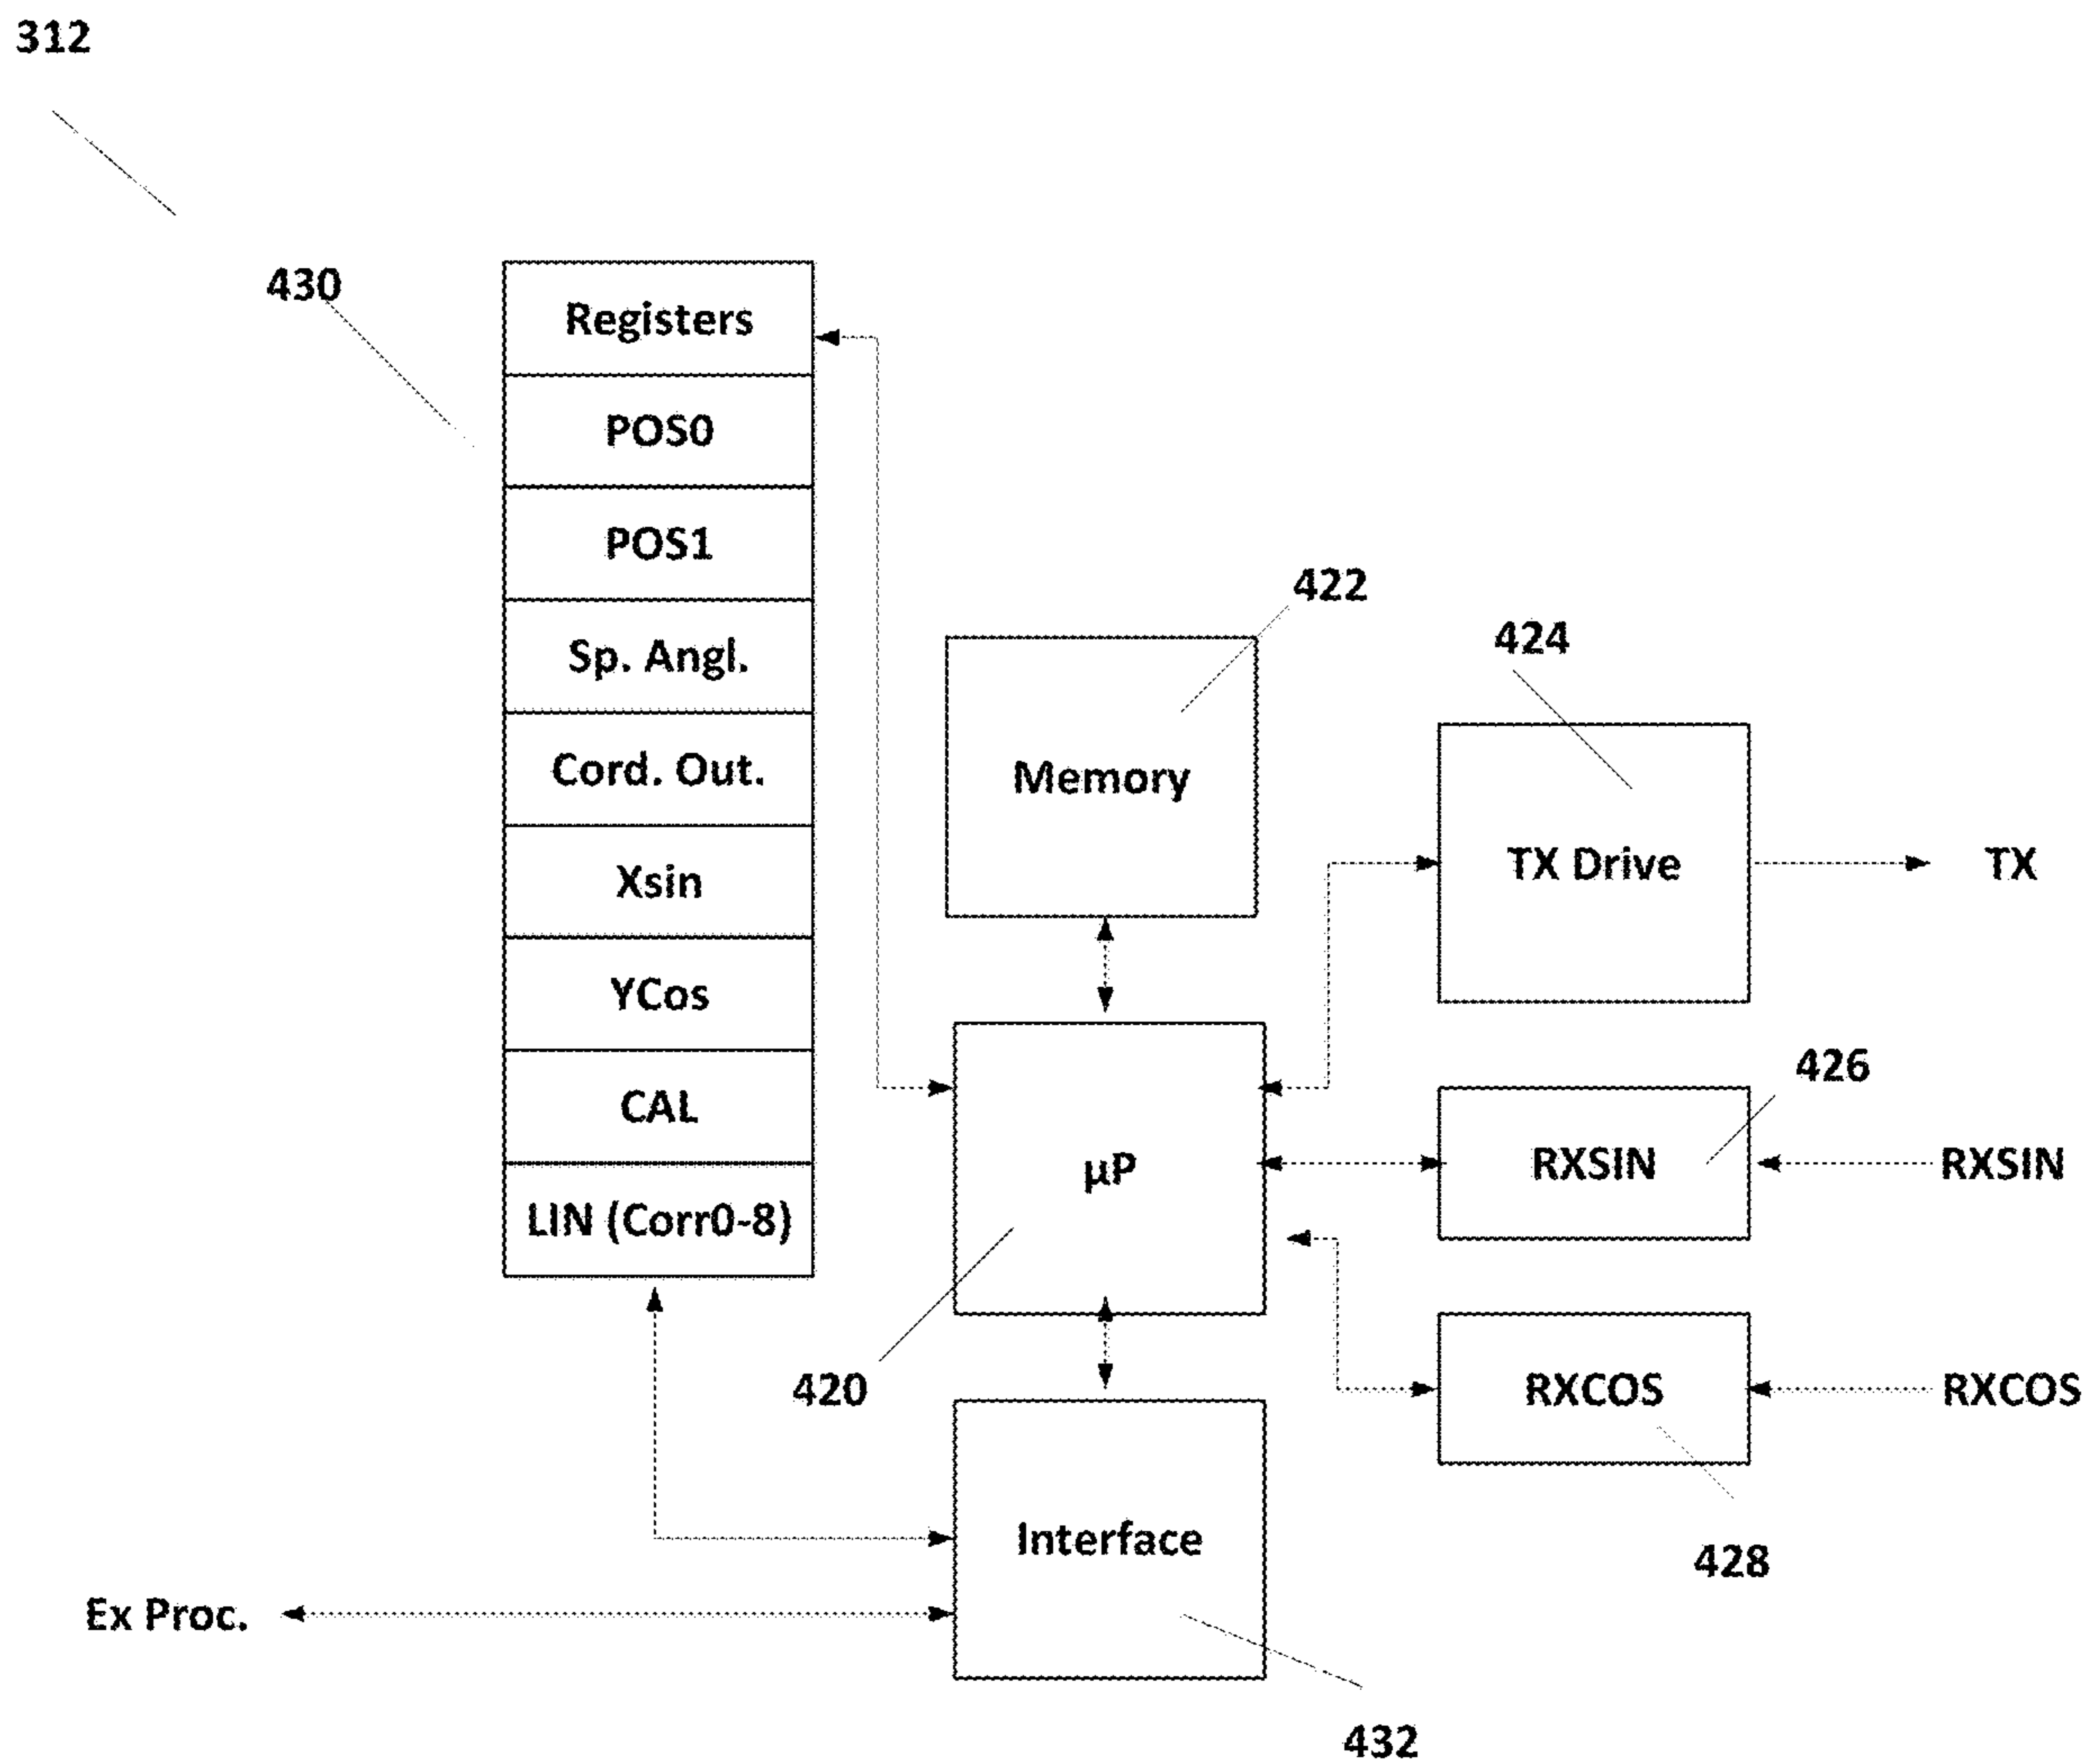 312
430
Registers
POS0
POS1
Sp. Angl.
Cord. Out.
Xsin
YCos
CAL
LIN (Corr0-8)
422
Memory
424
TX Drive
TX
426
µP
RXSIN
RXSIN
420
RXCOS
RXCOS
428
Interface
Ex Proc.
432